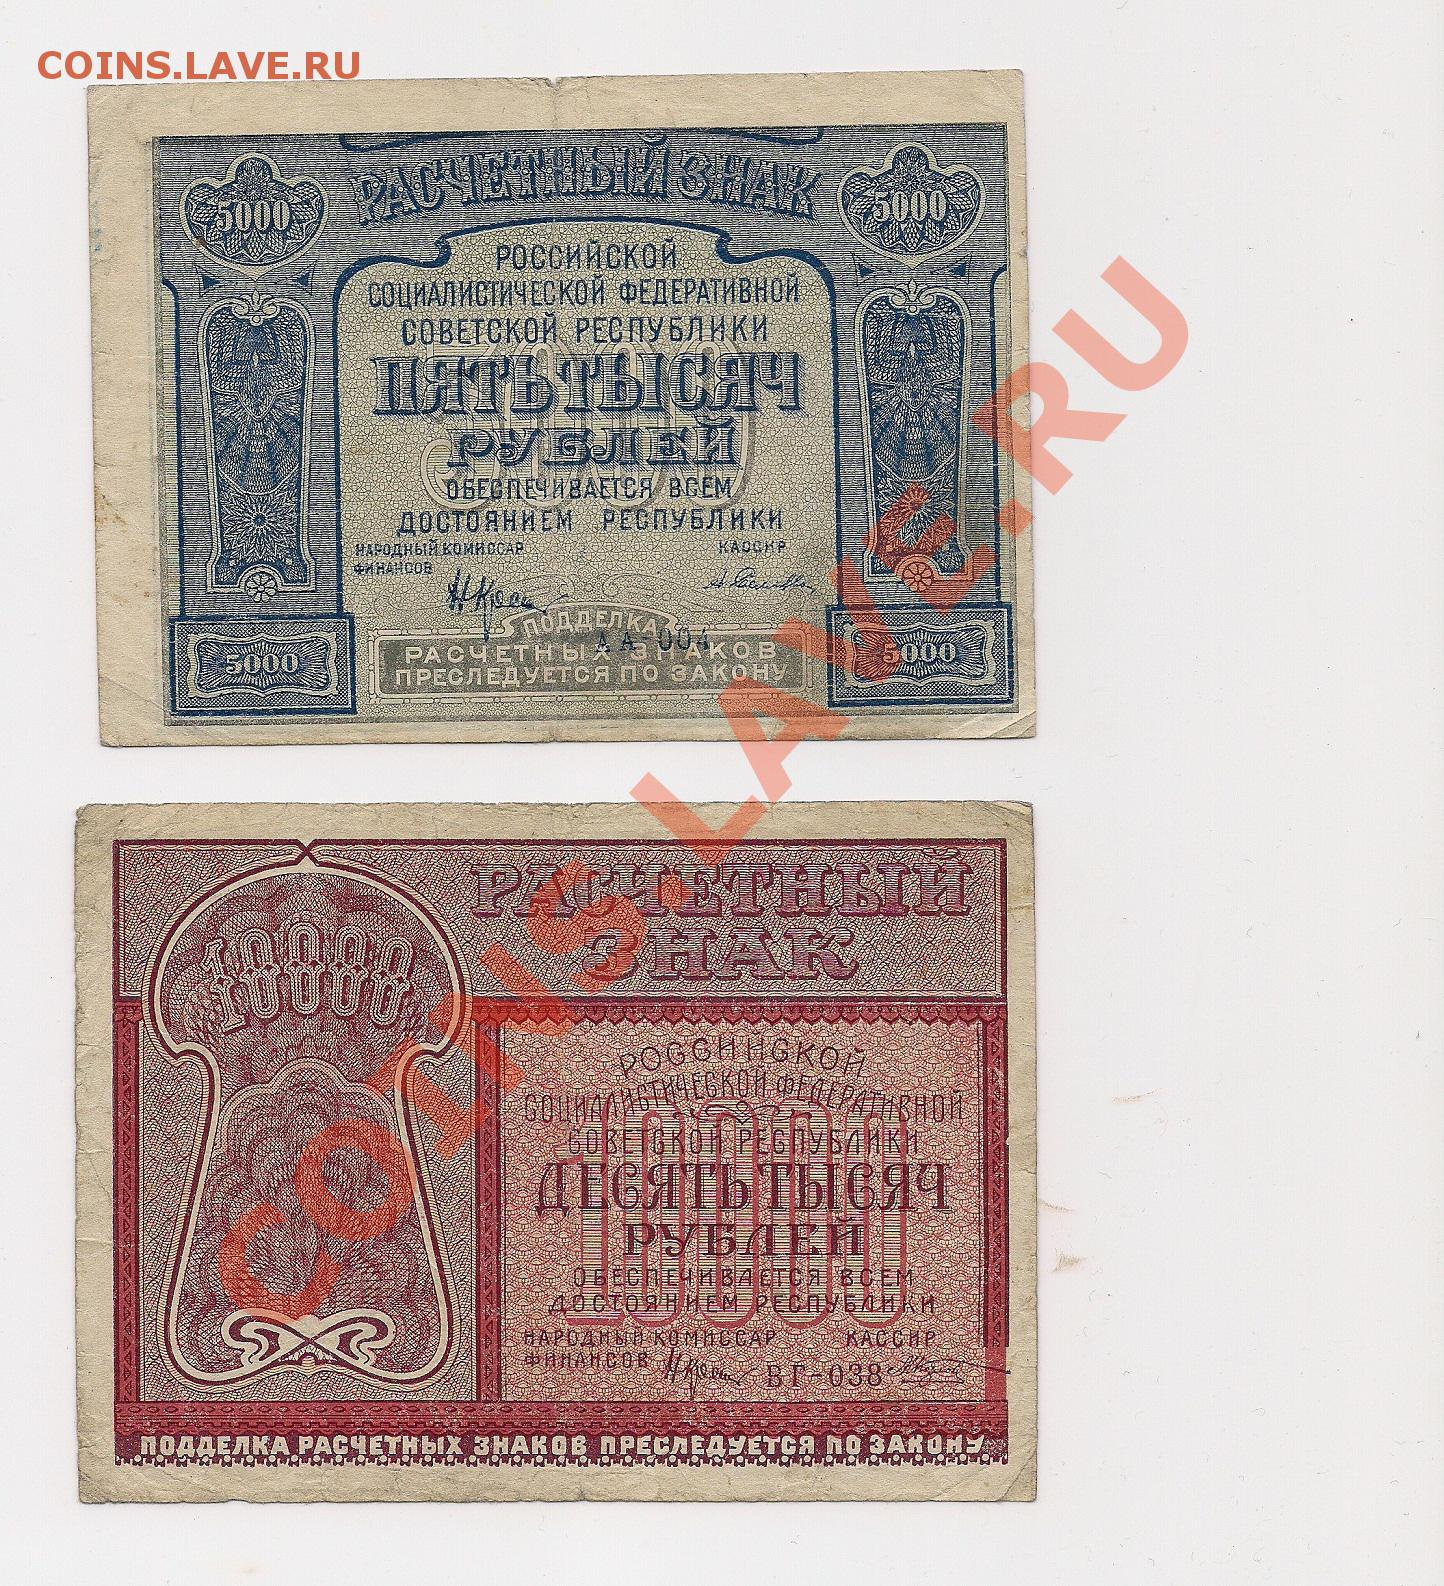 COINS.LAVE.RU
РАСЧЕТНЫЙ ЗНАК
5000
5000
РОССИЙСКОЙ
СОЦИАЛИСТИЧЕСКОЙ ФЕДЕРАТИВНОЙ
СОВЕТСКОЙ РЕСПУБЛИКИ
5000
ПЯТЬ ТЫСЯЧ
РУБЛЕЙ
ОБЕСПЕЧИВАЕТСЯ ВСЕМ
ДОСТОЯНИЕМ РЕСПУБЛИКИ
НАРОДНЫЙ КОМИССАР
ФИНАНСОВ
КАССИР
АА-004
ПОДДЕЛКА
РАСЧЕТНЫХ ЗНАКОВ
ПРЕСЛЕДУЕТСЯ ПО ЗАКОНУ
5000
5000
COINS.LAVE.RU
РАСЧЕТНЫЙ
ЗНАК
10000
РОССИЙСКОЙ
СОЦИАЛИСТИЧЕСКОЙ ФЕДЕРАТИВНОЙ
СОВЕТСКОЙ РЕСПУБЛИКИ
10000
ДЕСЯТЬ ТЫСЯЧ
РУБЛЕЙ
ОБЕСПЕЧИВАЕТСЯ ВСЕМ
ДОСТОЯНИЕМ РЕСПУБЛИКИ
НАРОДНЫЙ КОМИССАР
ФИНАНСОВ
КАССИР
БГ-038
ПОДДЕЛКА РАСЧЕТНЫХ ЗНАКОВ ПРЕСЛЕДУЕТСЯ ПО ЗАКОНУ